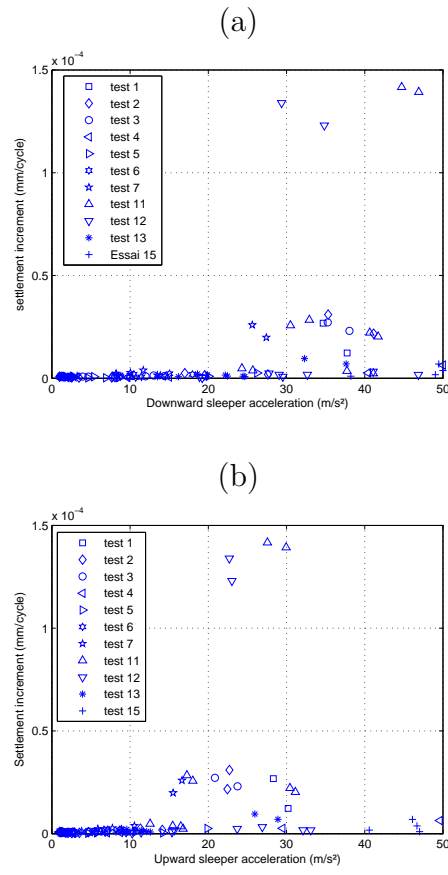 (a)
x 10⁻⁴
1.5
1
0.5
0
settlement increment (mm/cycle)
test 1
test 2
test 3
test 4
test 5
test 6
test 7
test 11
test 12
test 13
Essai 15
0 10 20 30 40 50
Downward sleeper acceleration (m/s²)
(b)
x 10⁻⁴
1.5
1
0.5
0
Settlement increment (mm/cycle)
test 1
test 2
test 3
test 4
test 5
test 6
test 7
test 11
test 12
test 13
test 15
0 10 20 30 40 50
Upward sleeper acceleration (m/s²)